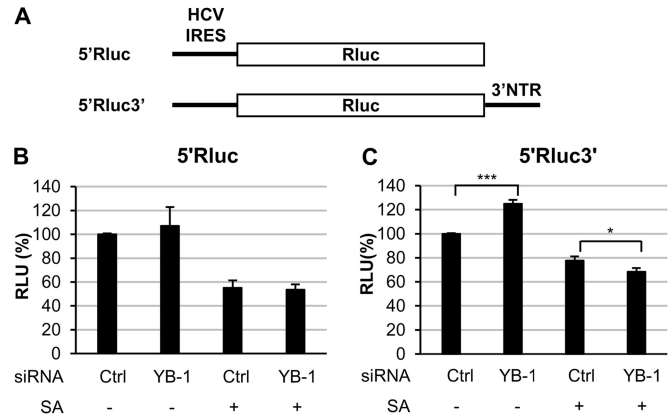 A
HCV
IRES
5'Rluc
Rluc
3'NTR
5'Rluc3'
Rluc
B
5'Rluc
RLU (%)
140
120
100
80
60
40
20
0
siRNA Ctrl YB-1 Ctrl YB-1
SA - - + +
C
5'Rluc3'
RLU(%)
140
120
100
80
60
40
20
0
***
*
Ctrl YB-1 Ctrl YB-1
- - + +